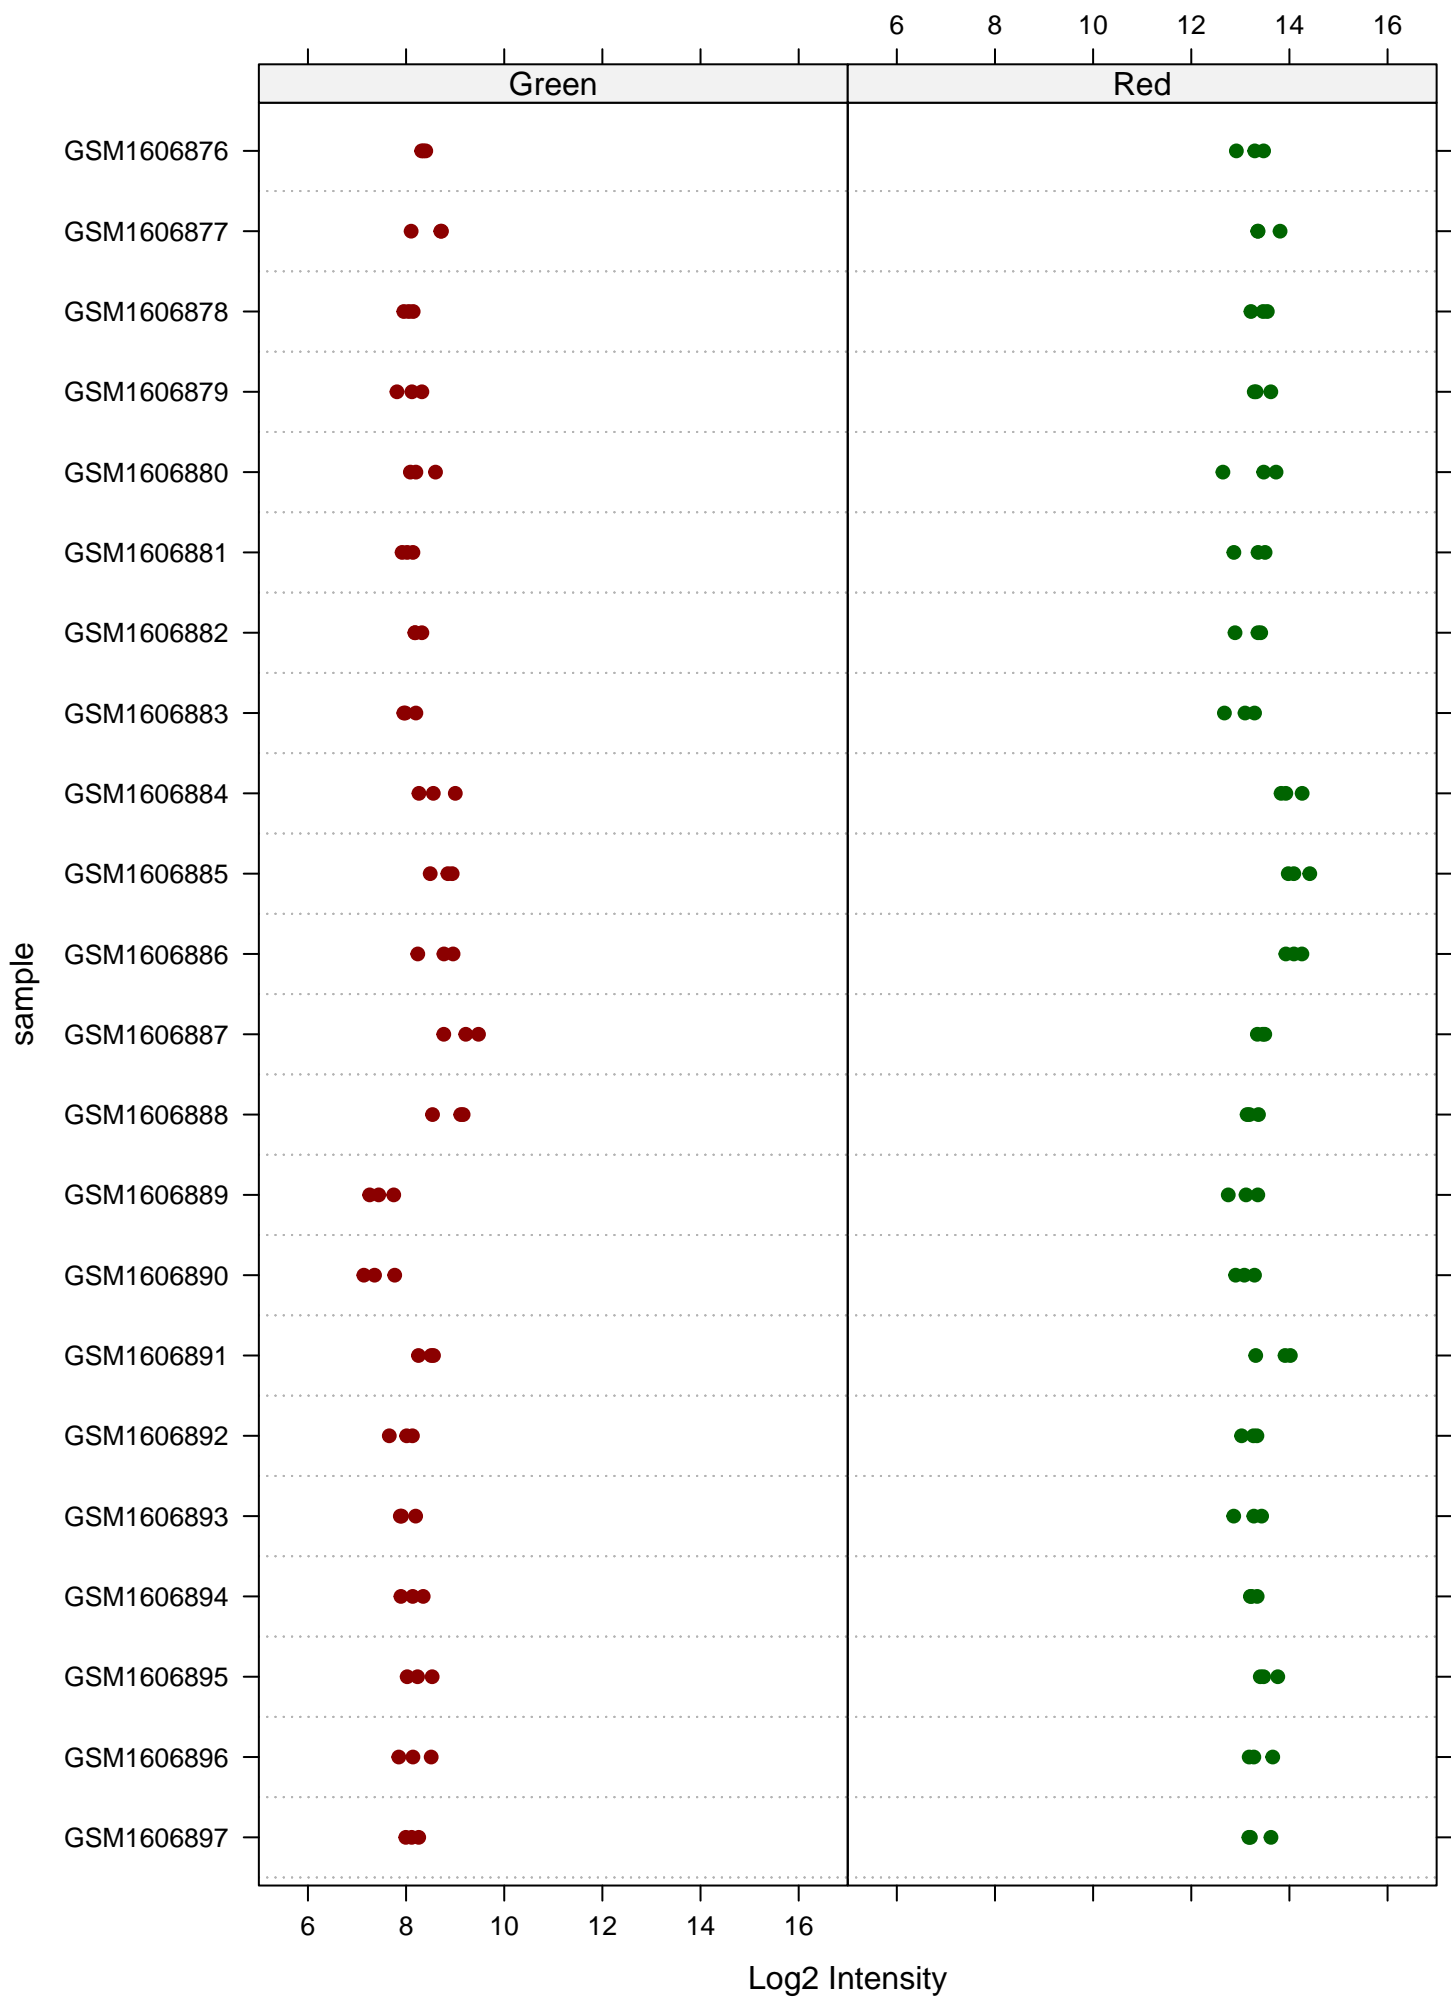 6 8 10 12 14 16
Green Red
GSM1606876
GSM1606877
GSM1606878
GSM1606879
GSM1606880
GSM1606881
GSM1606882
GSM1606883
GSM1606884
GSM1606885
GSM1606886
GSM1606887
GSM1606888
GSM1606889
GSM1606890
GSM1606891
GSM1606892
GSM1606893
GSM1606894
GSM1606895
GSM1606896
GSM1606897
sample
6 8 10 12 14 16
Log2 Intensity